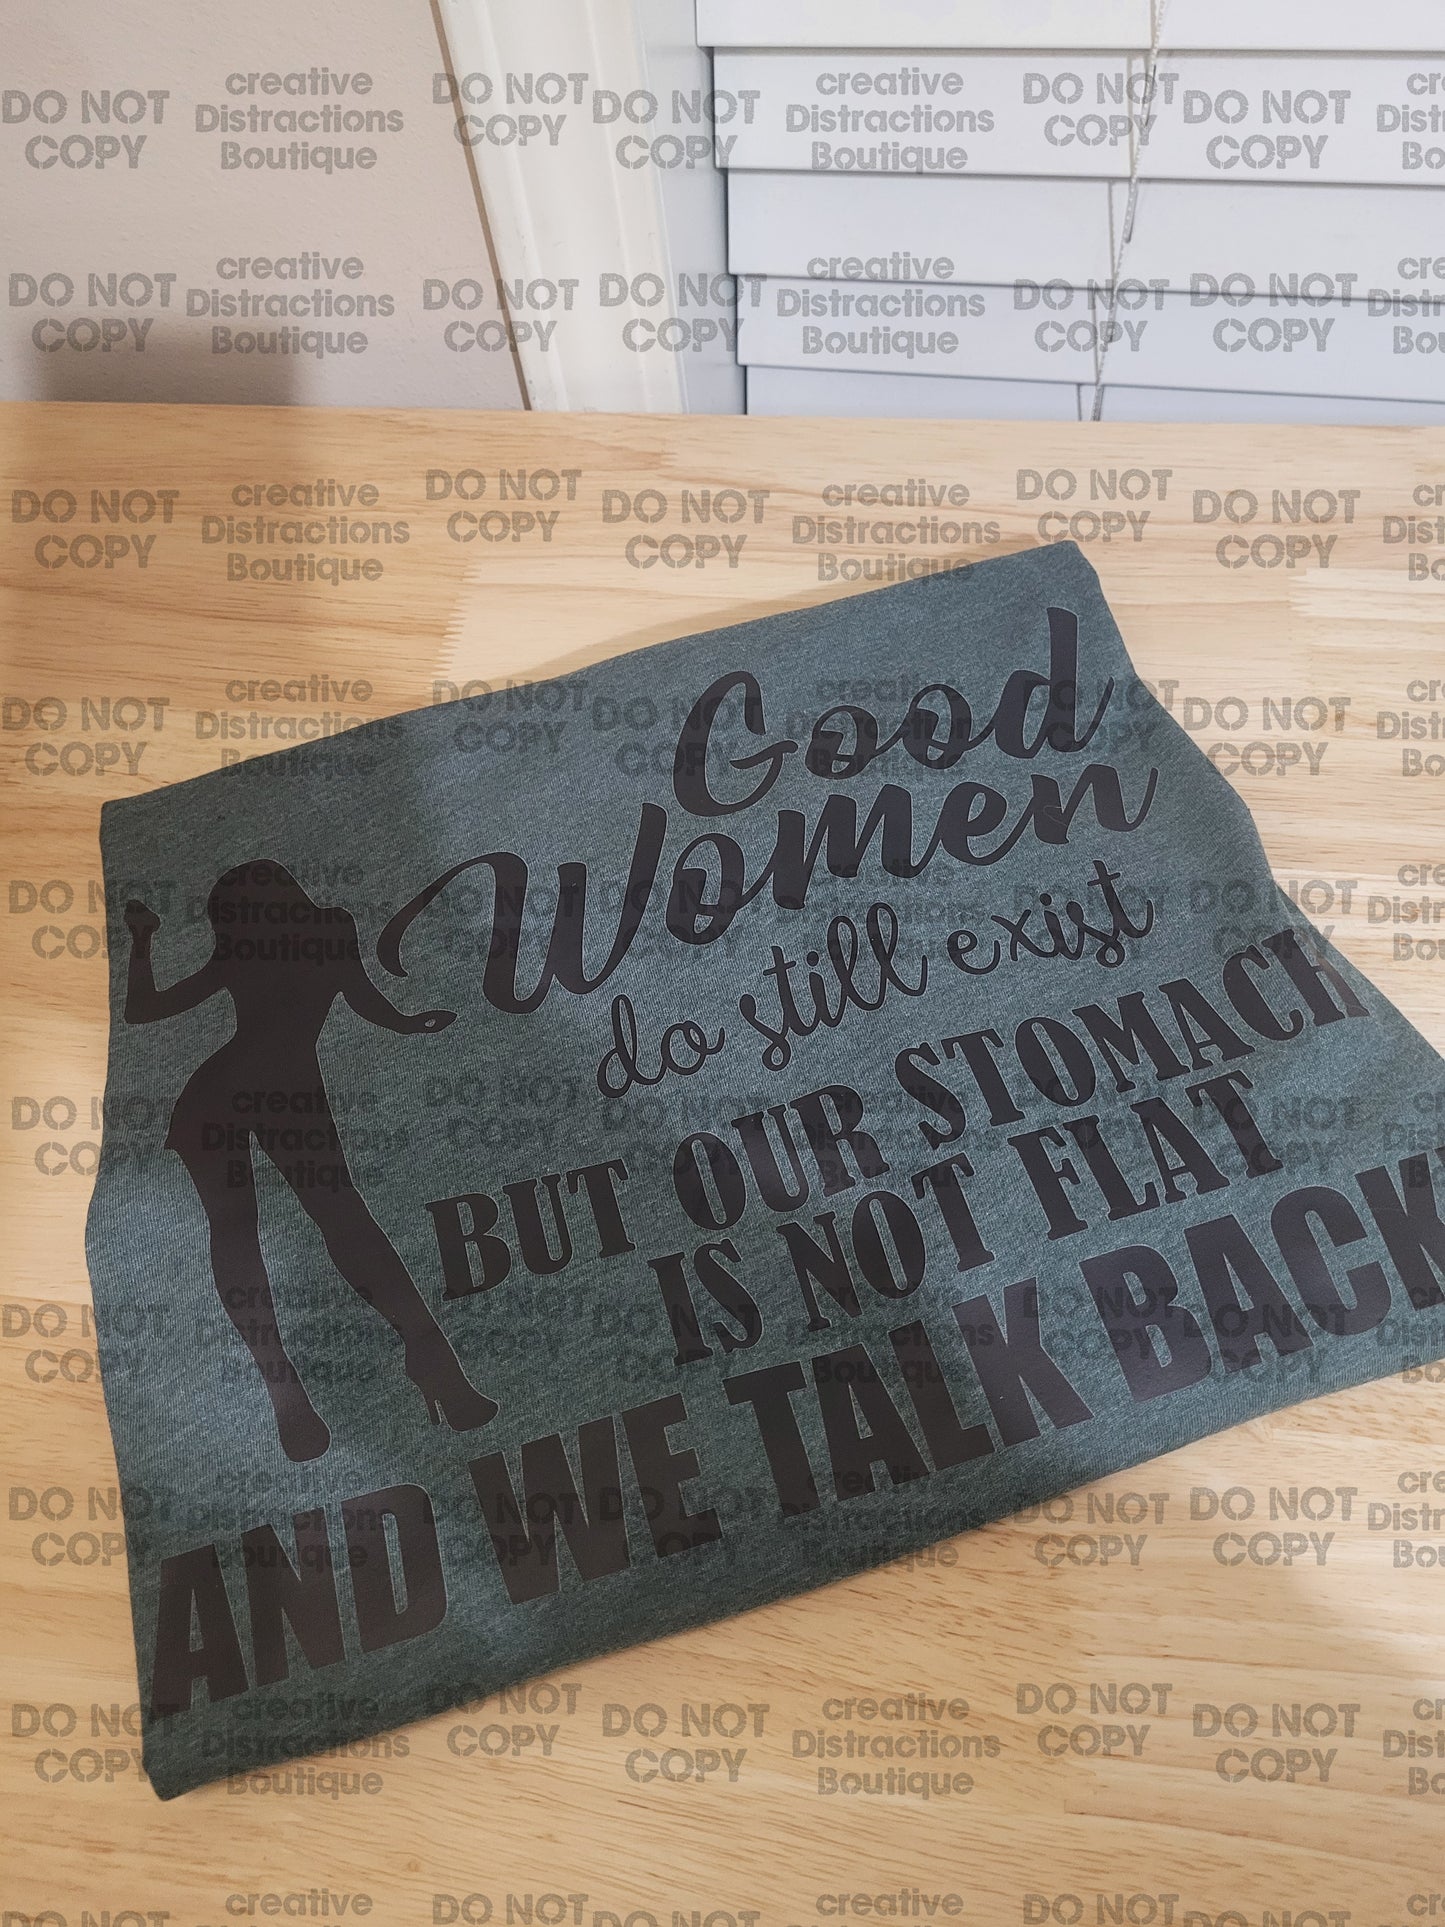 Good
Women
do still exist
BUT OUR STOMACH
IS NOT FLAT
AND WE TALK BACK
DO NOT
COPY
creative
Distractions
Boutique